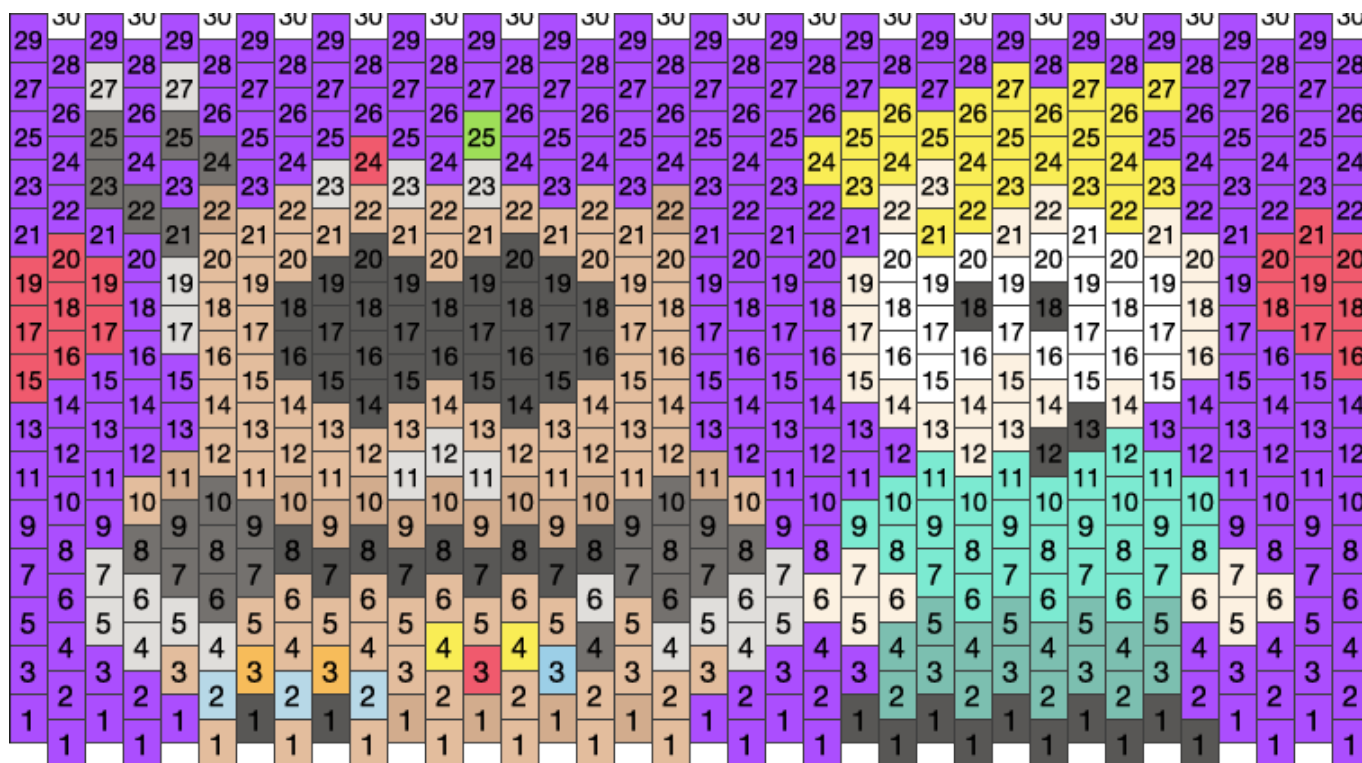 30 30 30 30 30 30 30 30 30 30 30 30 30 30 30 30 30 30
29 29 29 29 29 29 29 29 29 29 29 29 29 29 29 29 29 29
28 28 28 28 28 28 28 28 28 28 28 28 28 28 28 28 28 28
27 27 27 27 27 27 27 27 27 27 27 27 27 27 27 27 27 27
26 26 26 26 26 26 26 26 26 26 26 26 26 26 26 26 26 26
25 25 25 25 25 25 25 25 25 25 25 25 25 25 25 25 25 25
24 24 24 24 24 24 24 24 24 24 24 24 24 24 24 24 24 24
23 23 23 23 23 23 23 23 23 23 23 23 23 23 23 23 23 23
22 22 22 22 22 22 22 22 22 22 22 22 22 22 22 22 22 22
21 21 21 21 21 21 21 21 21 21 21 21 21 21 21 21 21 21
20 20 20 20 20 20 20 20 20 20 20 20 20 20 20 20 20 20
19 19 19 19 19 19 19 19 19 19 19 19 19 19 19 19 19 19
18 18 18 18 18 18 18 18 18 18 18 18 18 18 18 18 18 18
17 17 17 17 17 17 17 17 17 17 17 17 17 17 17 17 17 17
16 16 16 16 16 16 16 16 16 16 16 16 16 16 16 16 16 16
15 15 15 15 15 15 15 15 15 15 15 15 15 15 15 15 15 15
14 14 14 14 14 14 14 14 14 14 14 14 14 14 14 14 14 14
13 13 13 13 13 13 13 13 13 13 13 13 13 13 13 13 13 13
12 12 12 12 12 12 12 12 12 12 12 12 12 12 12 12 12 12
11 11 11 11 11 11 11 11 11 11 11 11 11 11 11 11 11 11
10 10 10 10 10 10 10 10 10 10 10 10 10 10 10 10 10 10
9 9 9 9 9 9 9 9 9 9 9 9 9 9 9 9 9 9
8 8 8 8 8 8 8 8 8 8 8 8 8 8 8 8 8 8
7 7 7 7 7 7 7 7 7 7 7 7 7 7 7 7 7 7
6 6 6 6 6 6 6 6 6 6 6 6 6 6 6 6 6 6
5 5 5 5 5 5 5 5 5 5 5 5 5 5 5 5 5 5
4 4 4 4 4 4 4 4 4 4 4 4 4 4 4 4 4 4
3 3 3 3 3 3 3 3 3 3 3 3 3 3 3 3 3 3
2 2 2 2 2 2 2 2 2 2 2 2 2 2 2 2 2 2
1 1 1 1 1 1 1 1 1 1 1 1 1 1 1 1 1 1
1 1 1 1 1 1 1 1 1 1 1 1 1 1 1 1 1 1